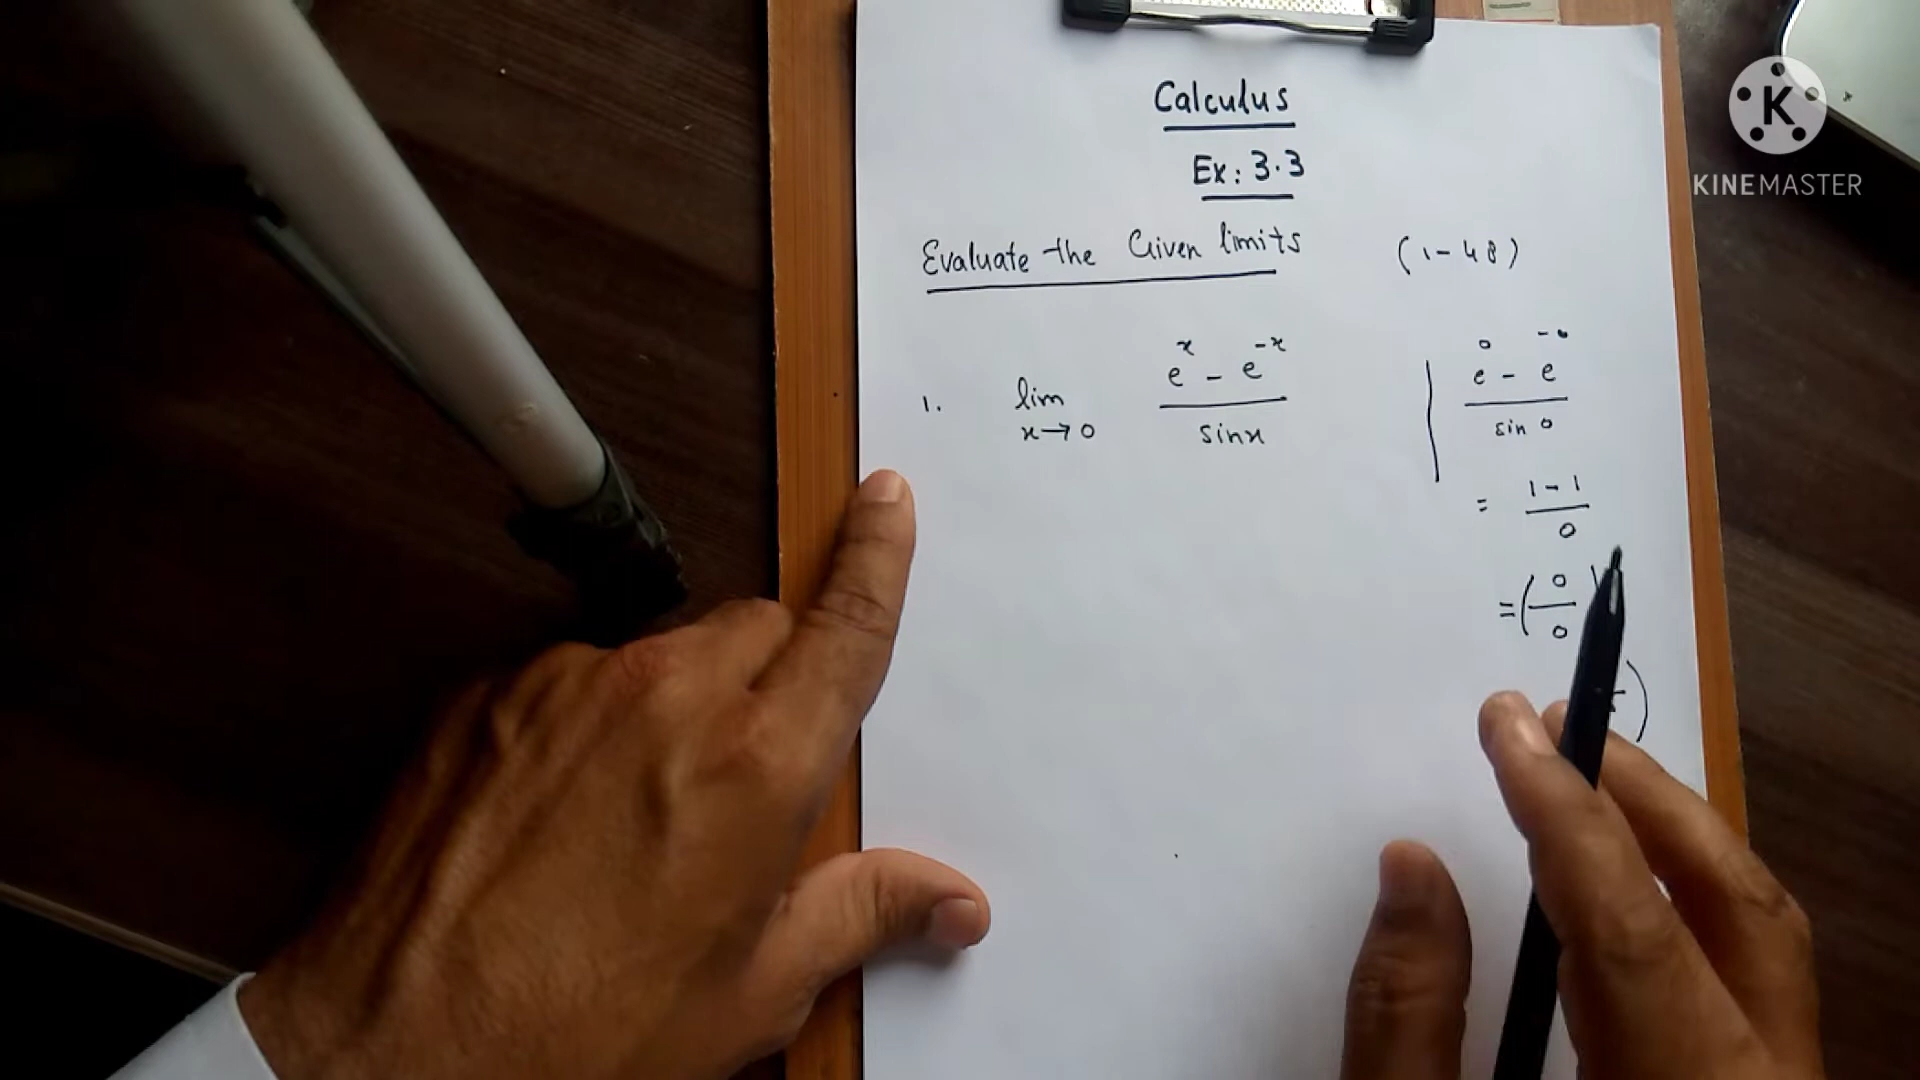 Calculus
Ex: 3.3
Evaluate the Given limits (1-48)
1. lim x→0 e^x - e^-x / sinx
e^0 - e^-0 / sin 0
= 1-1 / 0
= ( 0 / 0
)
K
KINEMASTER